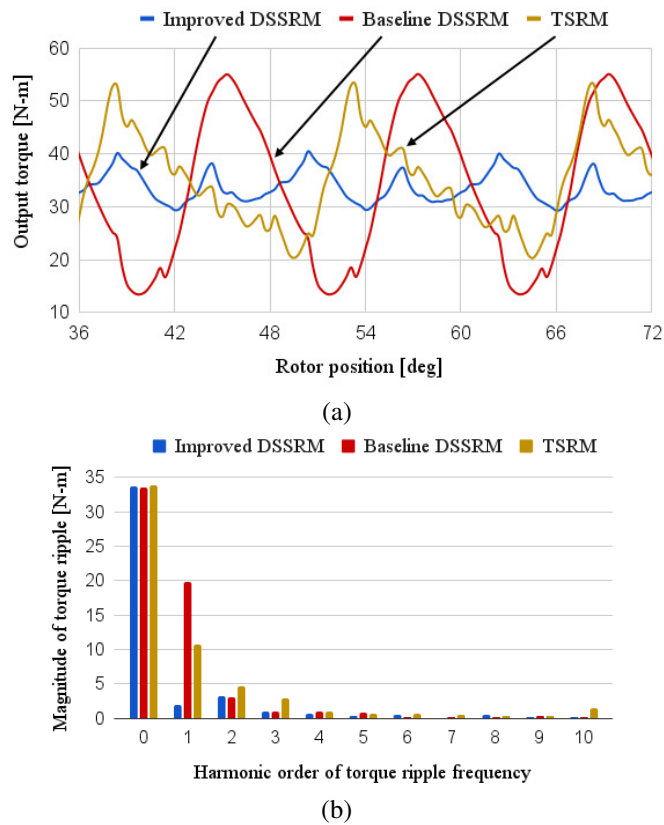 Improved DSSRM Baseline DSSRM TSRM
Output torque [N-m]
60
50
40
30
20
10
36 42 48 54 60 66 72
Rotor position [deg]
(a)
Improved DSSRM Baseline DSSRM TSRM
Magnitude of torque ripple [N-m]
35
30
25
20
15
10
5
0
0 1 2 3 4 5 6 7 8 9 10
Harmonic order of torque ripple frequency
(b)